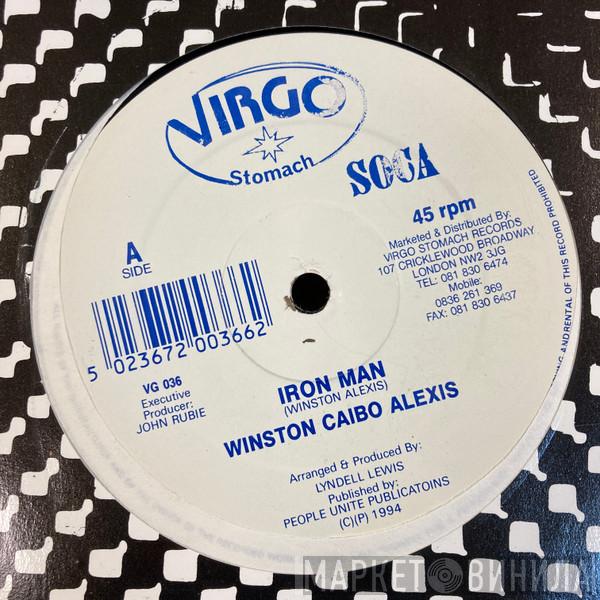 VIRGO
Stomach
SOCA
A
SIDE
45 rpm
Marketed & Distributed By:
VIRGO STOMACH RECORDS
107 CRICKLEWOOD BROADWAY
LONDON NW2 3JG
TEL: 081 830 6474
Mobile:
0836 261 369
FAX: 081 830 6437
AND RENTAL OF THIS RECORD PROHIBITED
5 023672 003662
VG 036
Executive
Producer:
JOHN RUBIE
IRON MAN
(WINSTON ALEXIS)
WINSTON CAIBO ALEXIS
Arranged & Produced By:
LYNDELL LEWIS
Published by:
PEOPLE UNITE PUBLICATOINS
(C)(P) 1994
МАРКЕТ ВИНИЛА